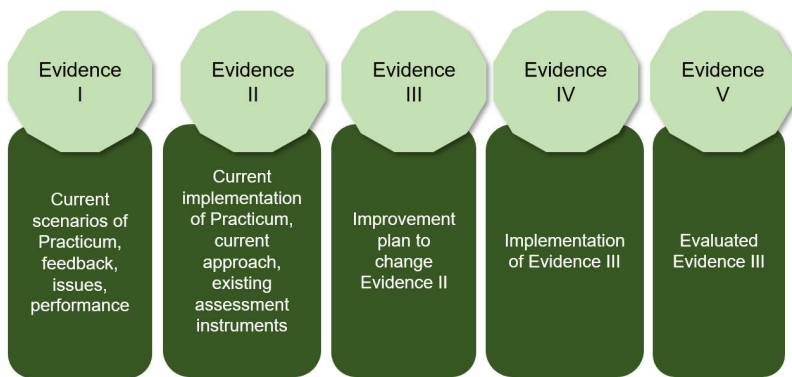 Evidence
I
Evidence
II
Evidence
III
Evidence
IV
Evidence
V
Current
scenarios of
Practicum,
feedback,
issues,
performance
Current
implementation
of Practicum,
current
approach,
existing
assessment
instruments
Improvement
plan to
change
Evidence II
Implementation
of Evidence III
Evaluated
Evidence III